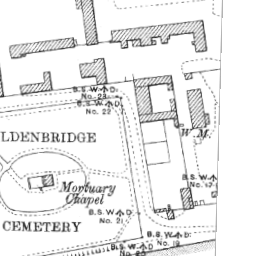 B.S. W↑D.
No. 23
B.S. W↑D.
No. 22
LDENBRIDGE
W. M.
B.S. W↑D.
No. 17
Mortuary
Chapel
B.S. W↑D.
No. 21
CEMETERY
B.S. W↑D.
No. 19
B.S. W↑D
No. 20